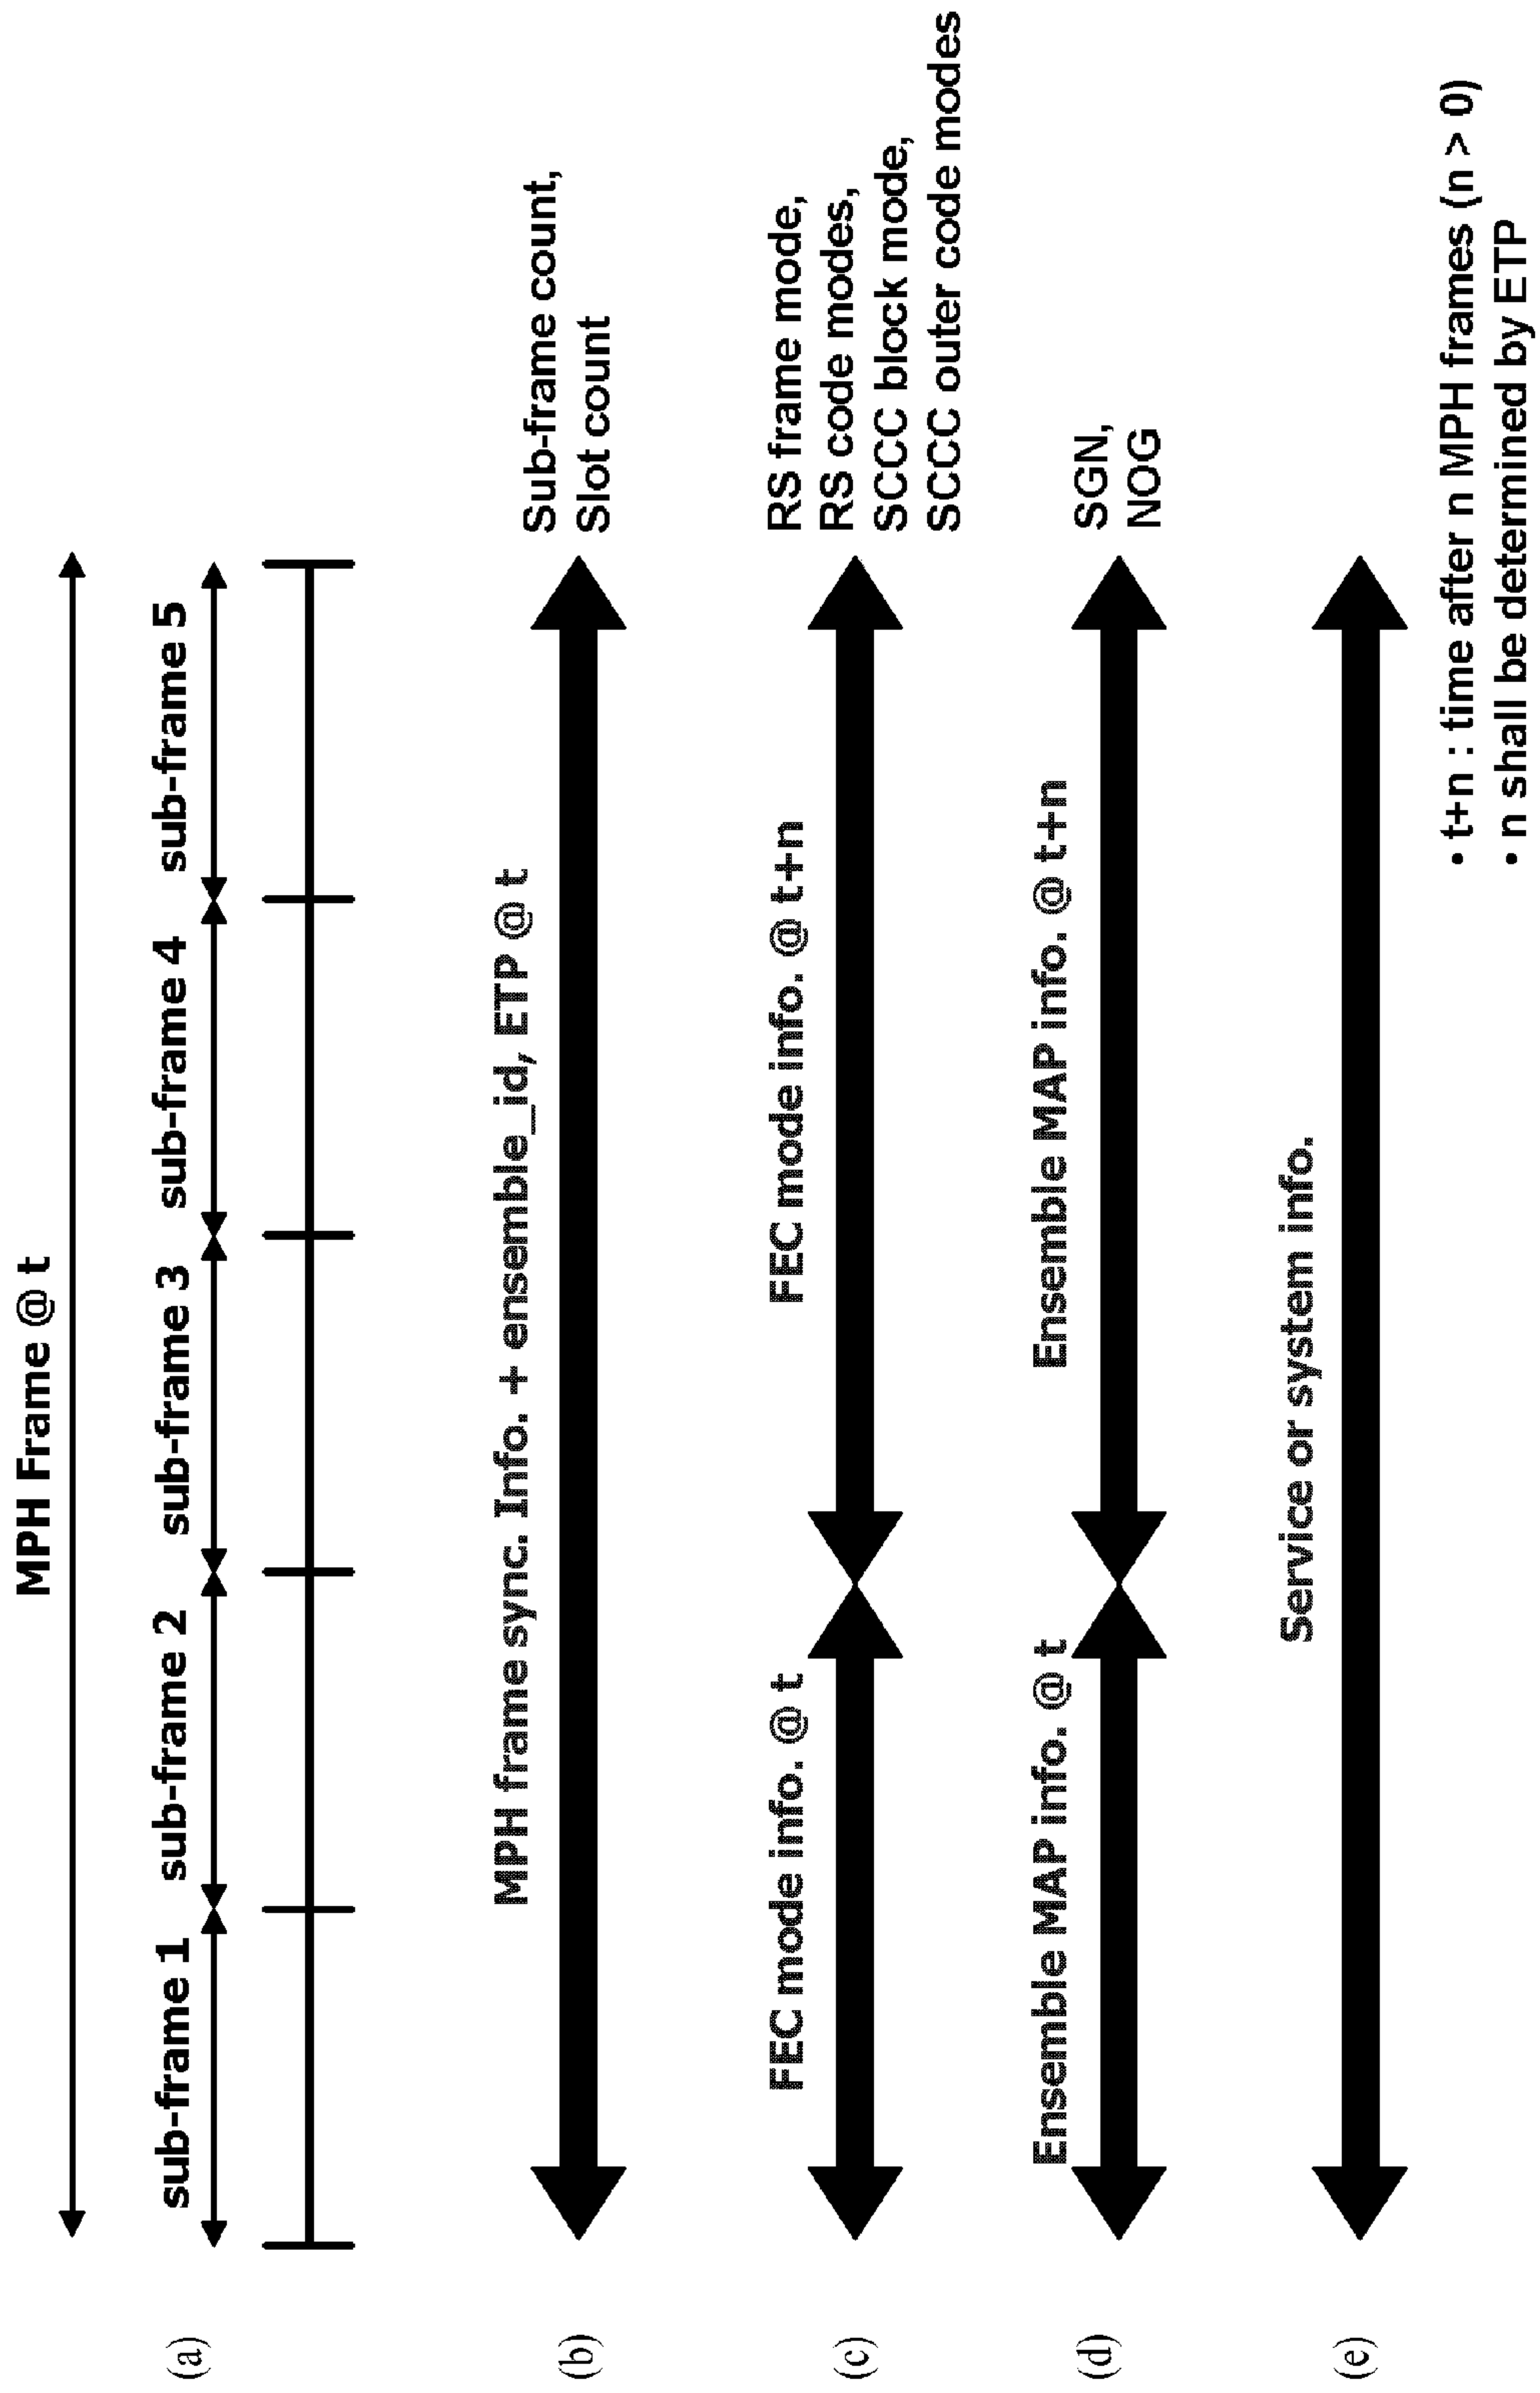 MPH Frame @ t
(a)
sub-frame 1
sub-frame 2
sub-frame 3
sub-frame 4
sub-frame 5
(b)
MPH frame sync. Info. + ensemble_id, ETP @ t
Sub-frame count,
Slot count
(c)
FEC mode info. @ t
FEC mode info. @ t+n
RS frame mode,
RS code modes,
SCCC block mode,
SCCC outer code modes
(d)
Ensemble MAP info. @ t
Ensemble MAP info. @ t+n
SGN,
NOG
(e)
Service or system info.
• t+n : time after n MPH frames (n > 0)
• n shall be determined by ETP